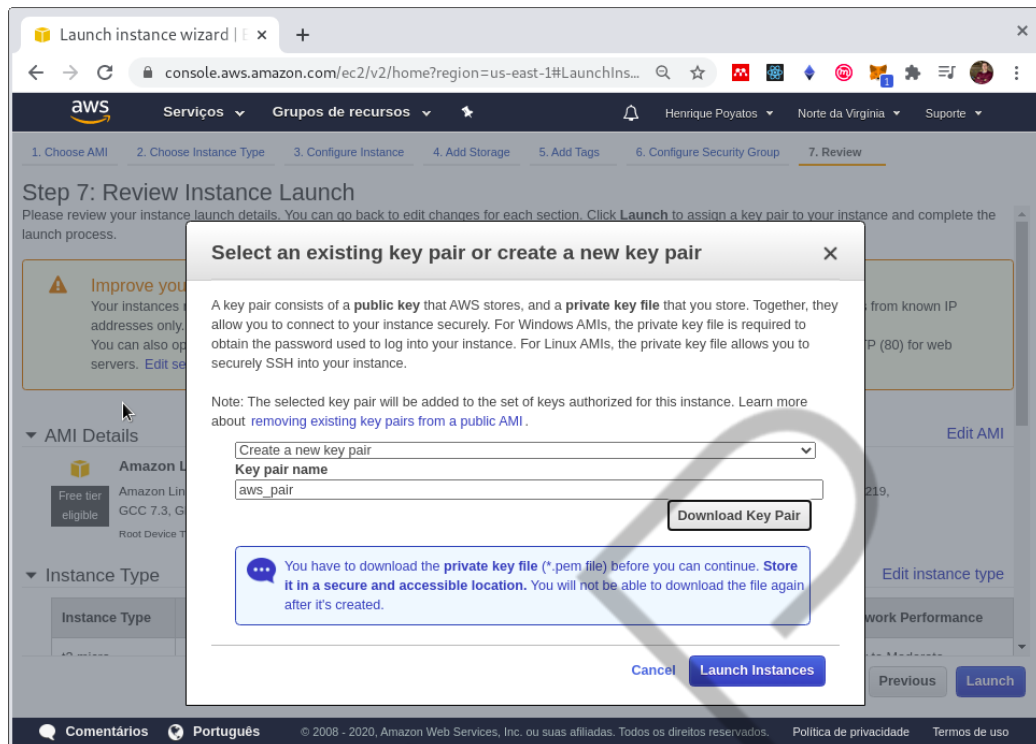 Launch instance wizard | E
console.aws.amazon.com/ec2/v2/home?region=us-east-1#LaunchIns...
1
aws Serviços Grupos de recursos Henrique Poyatos Norte da Virgínia Suporte
1. Choose AMI 2. Choose Instance Type 3. Configure Instance 4. Add Storage 5. Add Tags 6. Configure Security Group 7. Review
Step 7: Review Instance Launch
Please review your instance launch details. You can go back to edit changes for each section. Click Launch to assign a key pair to your instance and complete the
launch process.
Select an existing key pair or create a new key pair
A key pair consists of a public key that AWS stores, and a private key file that you store. Together, they
allow you to connect to your instance securely. For Windows AMIs, the private key file is required to
obtain the password used to log into your instance. For Linux AMIs, the private key file allows you to
securely SSH into your instance.
Note: The selected key pair will be added to the set of keys authorized for this instance. Learn more
about removing existing key pairs from a public AMI.
Create a new key pair
Key pair name
aws_pair
Download Key Pair
You have to download the private key file (*.pem file) before you can continue. Store
it in a secure and accessible location. You will not be able to download the file again
after it's created.
Cancel Launch Instances
Improve you
Your instances from known IP
addresses only.
You can also op TP (80) for web
servers. Edit se
AMI Details Edit AMI
Amazon L
Free tier
eligible
Amazon Lin 219,
GCC 7.3, G
Root Device T
Instance Type Edit instance type
Instance Type work Performance
Previous Launch
Comentários Português © 2008 - 2020, Amazon Web Services, Inc. ou suas afiliadas. Todos os direitos reservados. Política de privacidade Termos de uso